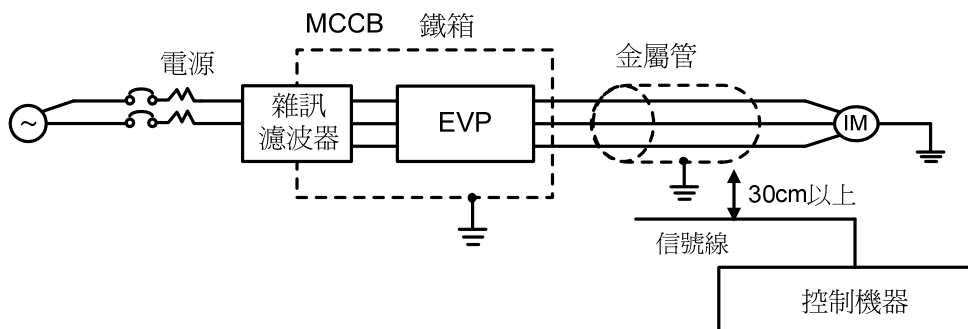 MCCB
鐵箱
電源
金屬管
~
雜訊
濾波器
EVP
IM
30cm以上
信號線
控制機器